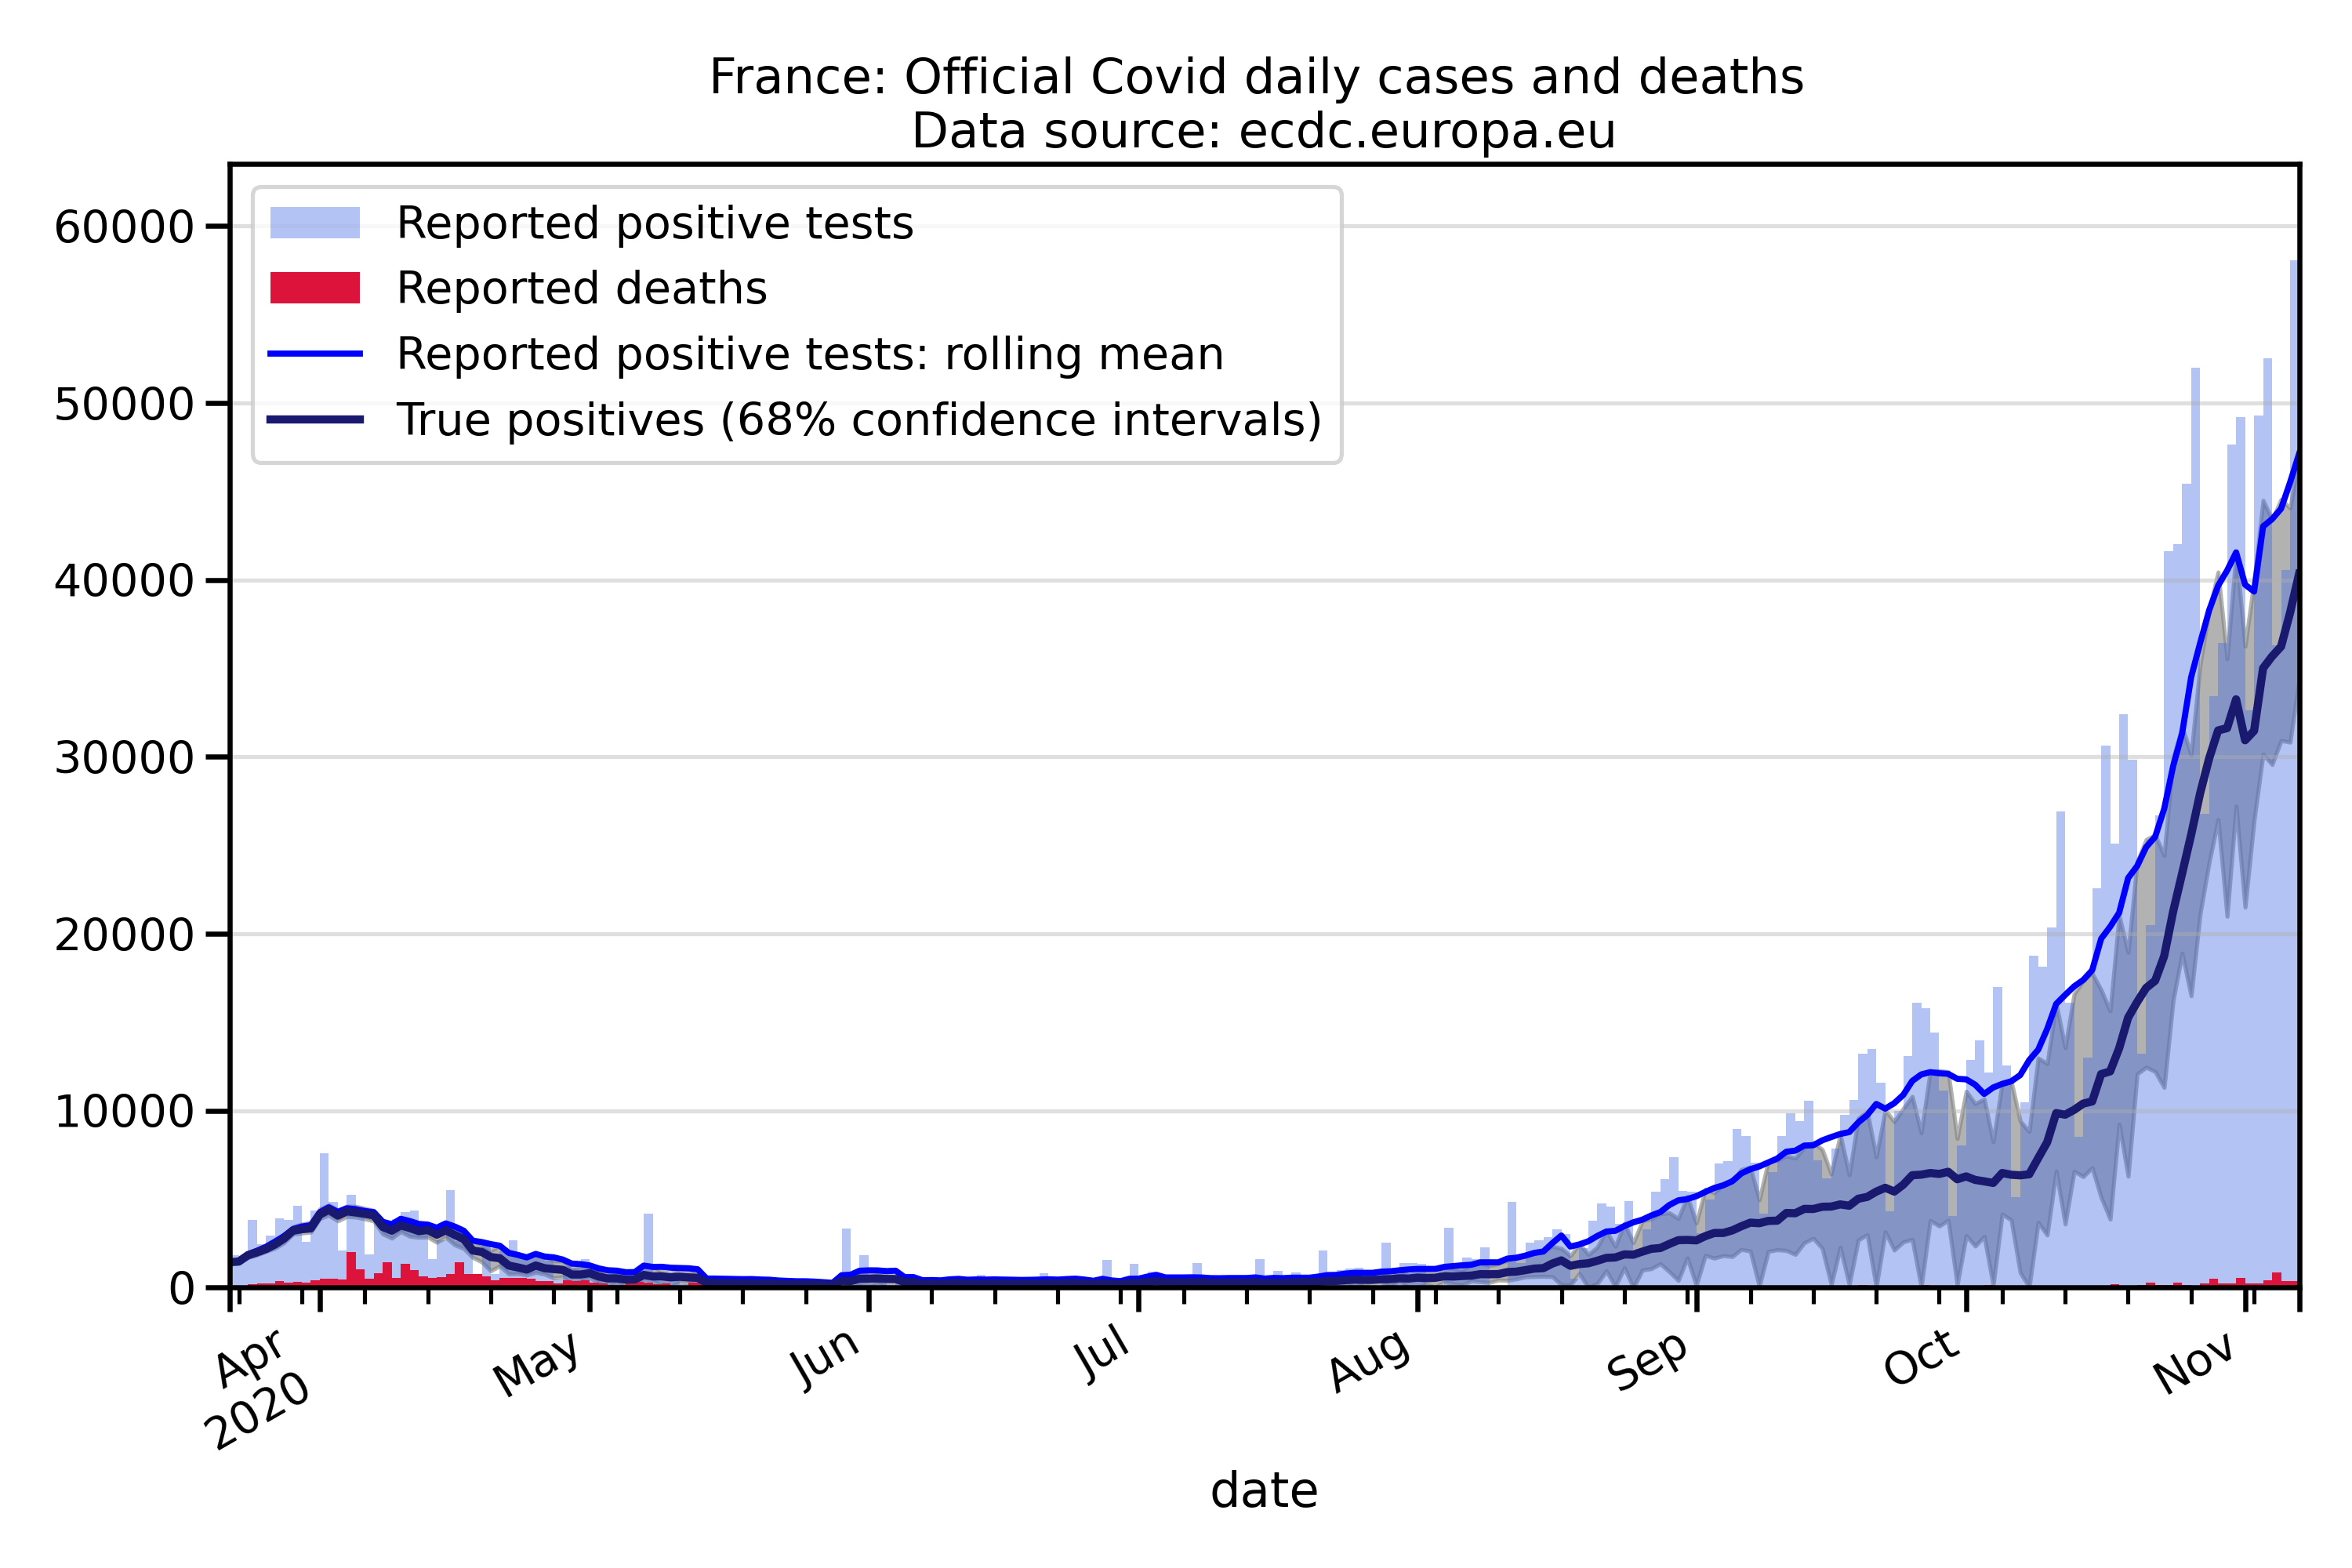 France: Official Covid daily cases and deaths
Data source: ecdc.europa.eu
Reported positive tests
Reported deaths
Reported positive tests: rolling mean
True positives (68% confidence intervals)
60000
50000
40000
30000
20000
10000
0
Apr
2020
May
Jun
Jul
Aug
Sep
Oct
Nov
date